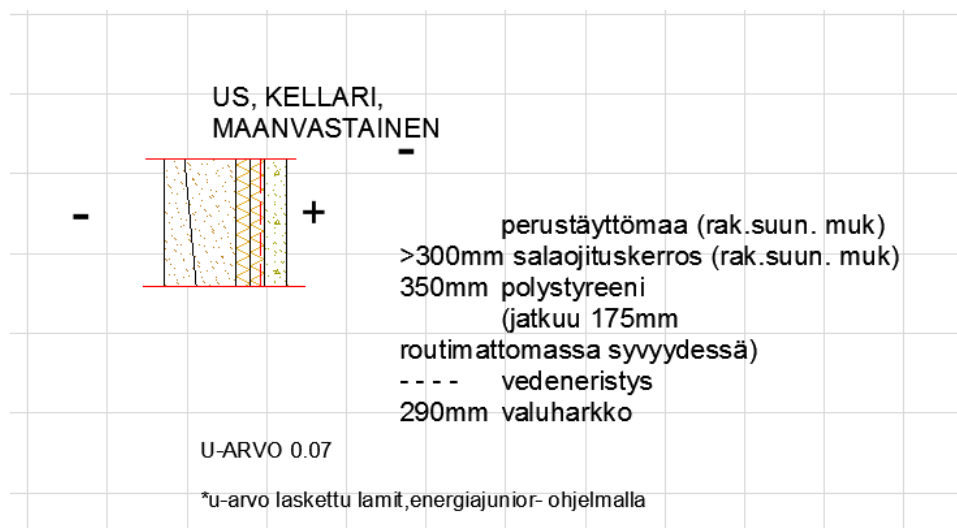 US, KELLARI,
MAANVASTAINEN
-
- +
perustäyttömaa (rak.suun. muk)
>300mm salaojituskerros (rak.suun. muk)
350mm polystyreeni
(jatkuu 175mm
routimattomassa syvyydessä)
- - - - vedeneristys
290mm valuharkko
U-ARVO 0.07
*u-arvo laskettu lamit,energiajunior- ohjelmalla